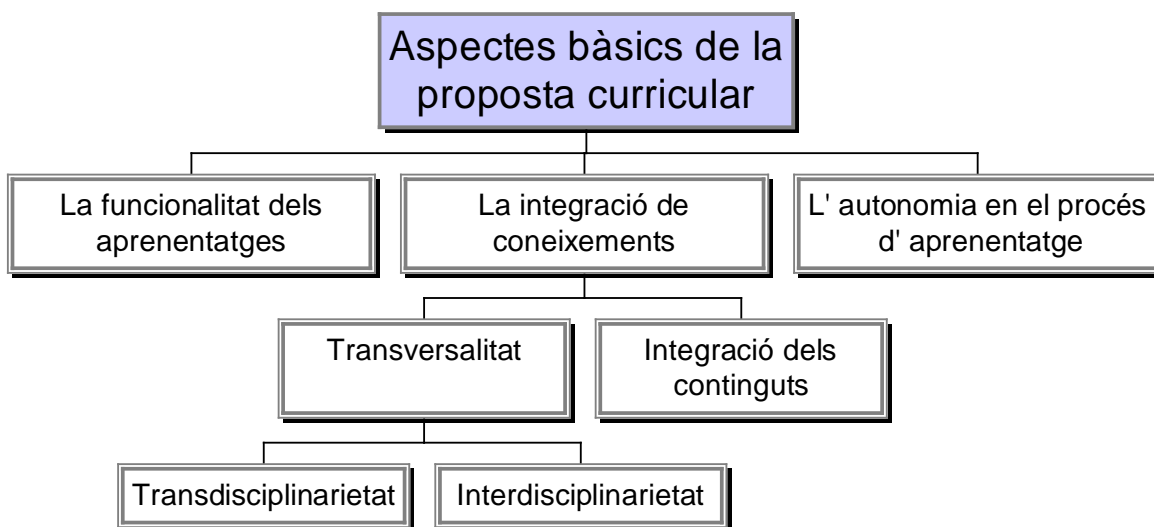 Aspectes bàsics de la
proposta curricular
La funcionalitat dels
aprenentatges
La integració de
coneixements
L' autonomia en el procés
d' aprenentatge
Transversalitat
Integració dels
continguts
Transdisciplinarietat
Interdisciplinarietat